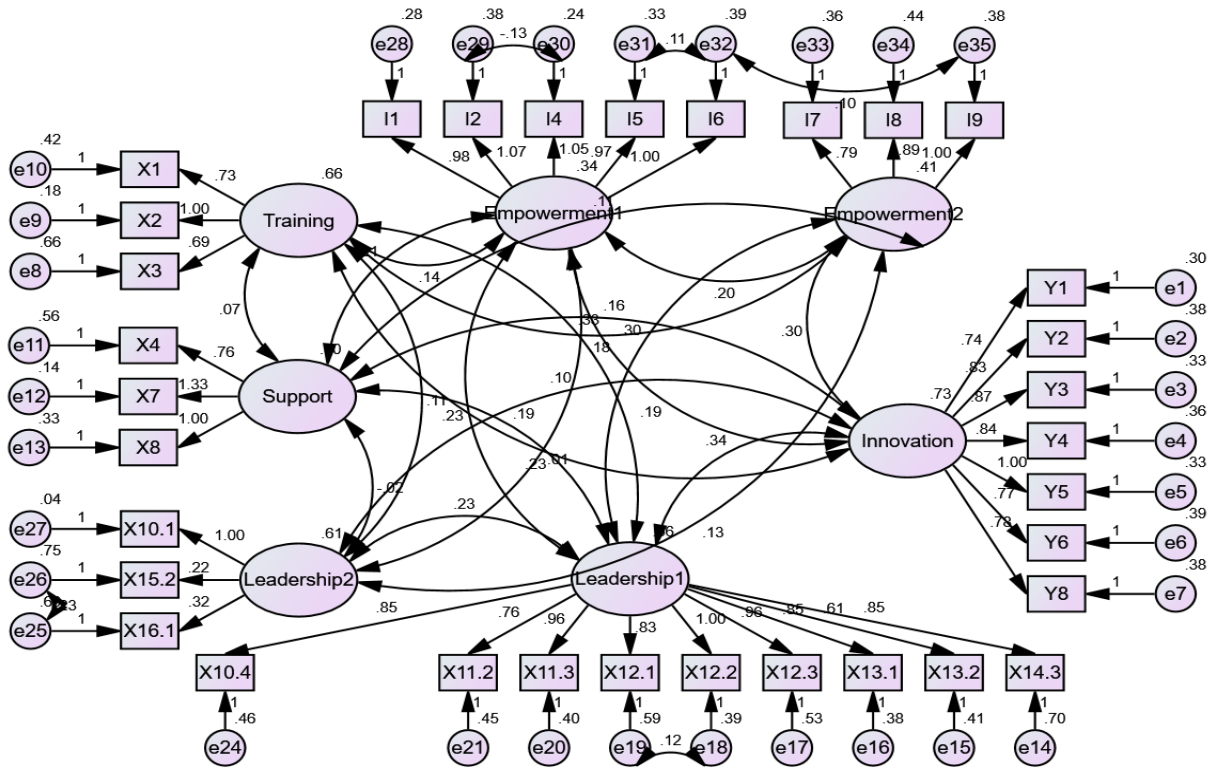 .28 .38 .24 .33 .39 .36 .44 .38
e28 e29 -.13 e30 e31 .11 e32 e33 e34 e35
1 1 1 1 1 1 1 1
.10
I1 I2 I4 I5 I6 I7 I8 I9
.98 1.07 1.05 .97 1.00 .79 .89 1.00
.34 .41
.42
e10 1 X1 .73 .66
.18
e9 1 X2 1.00 Training Empowerment1 Empowerment2
.66
e8 1 X3 .69
.14 .20 .30
Y1 1 e1
.07 .16 .30
.38
.56
e11 1 X4 .76 .18 .30 .74 Y2 1 e2
.14 .33
e12 1 X7 1.33 Support .10 .83 Y3 1 e3
.33 .73 .87 .36
e13 1 X8 1.00 .11 .23 .19 .19 .34 Innovation .84 Y4 1 e4
.23 .01 1.00 .33
Y5 1 e5
-.02 .77 .39
.04
e27 1 X10.1 1.00 .61 .23 .13 .78 Y6 1 e6
.75 .38
e26 1 X15.2 .22 Leadership2 Leadership1 Y8 1 e7
e25 1 X16.1 .32
.85 .76 .96 .83 1.00 .96 .85 .61 .85
X10.4 X11.2 X11.3 X12.1 X12.2 X12.3 X13.1 X13.2 X14.3
1 1 1 1 1 1 1 1 1
.46 .45 .40 .59 .39 .53 .38 .41 .70
e24 e21 e20 e19 .12 e18 e17 e16 e15 e14